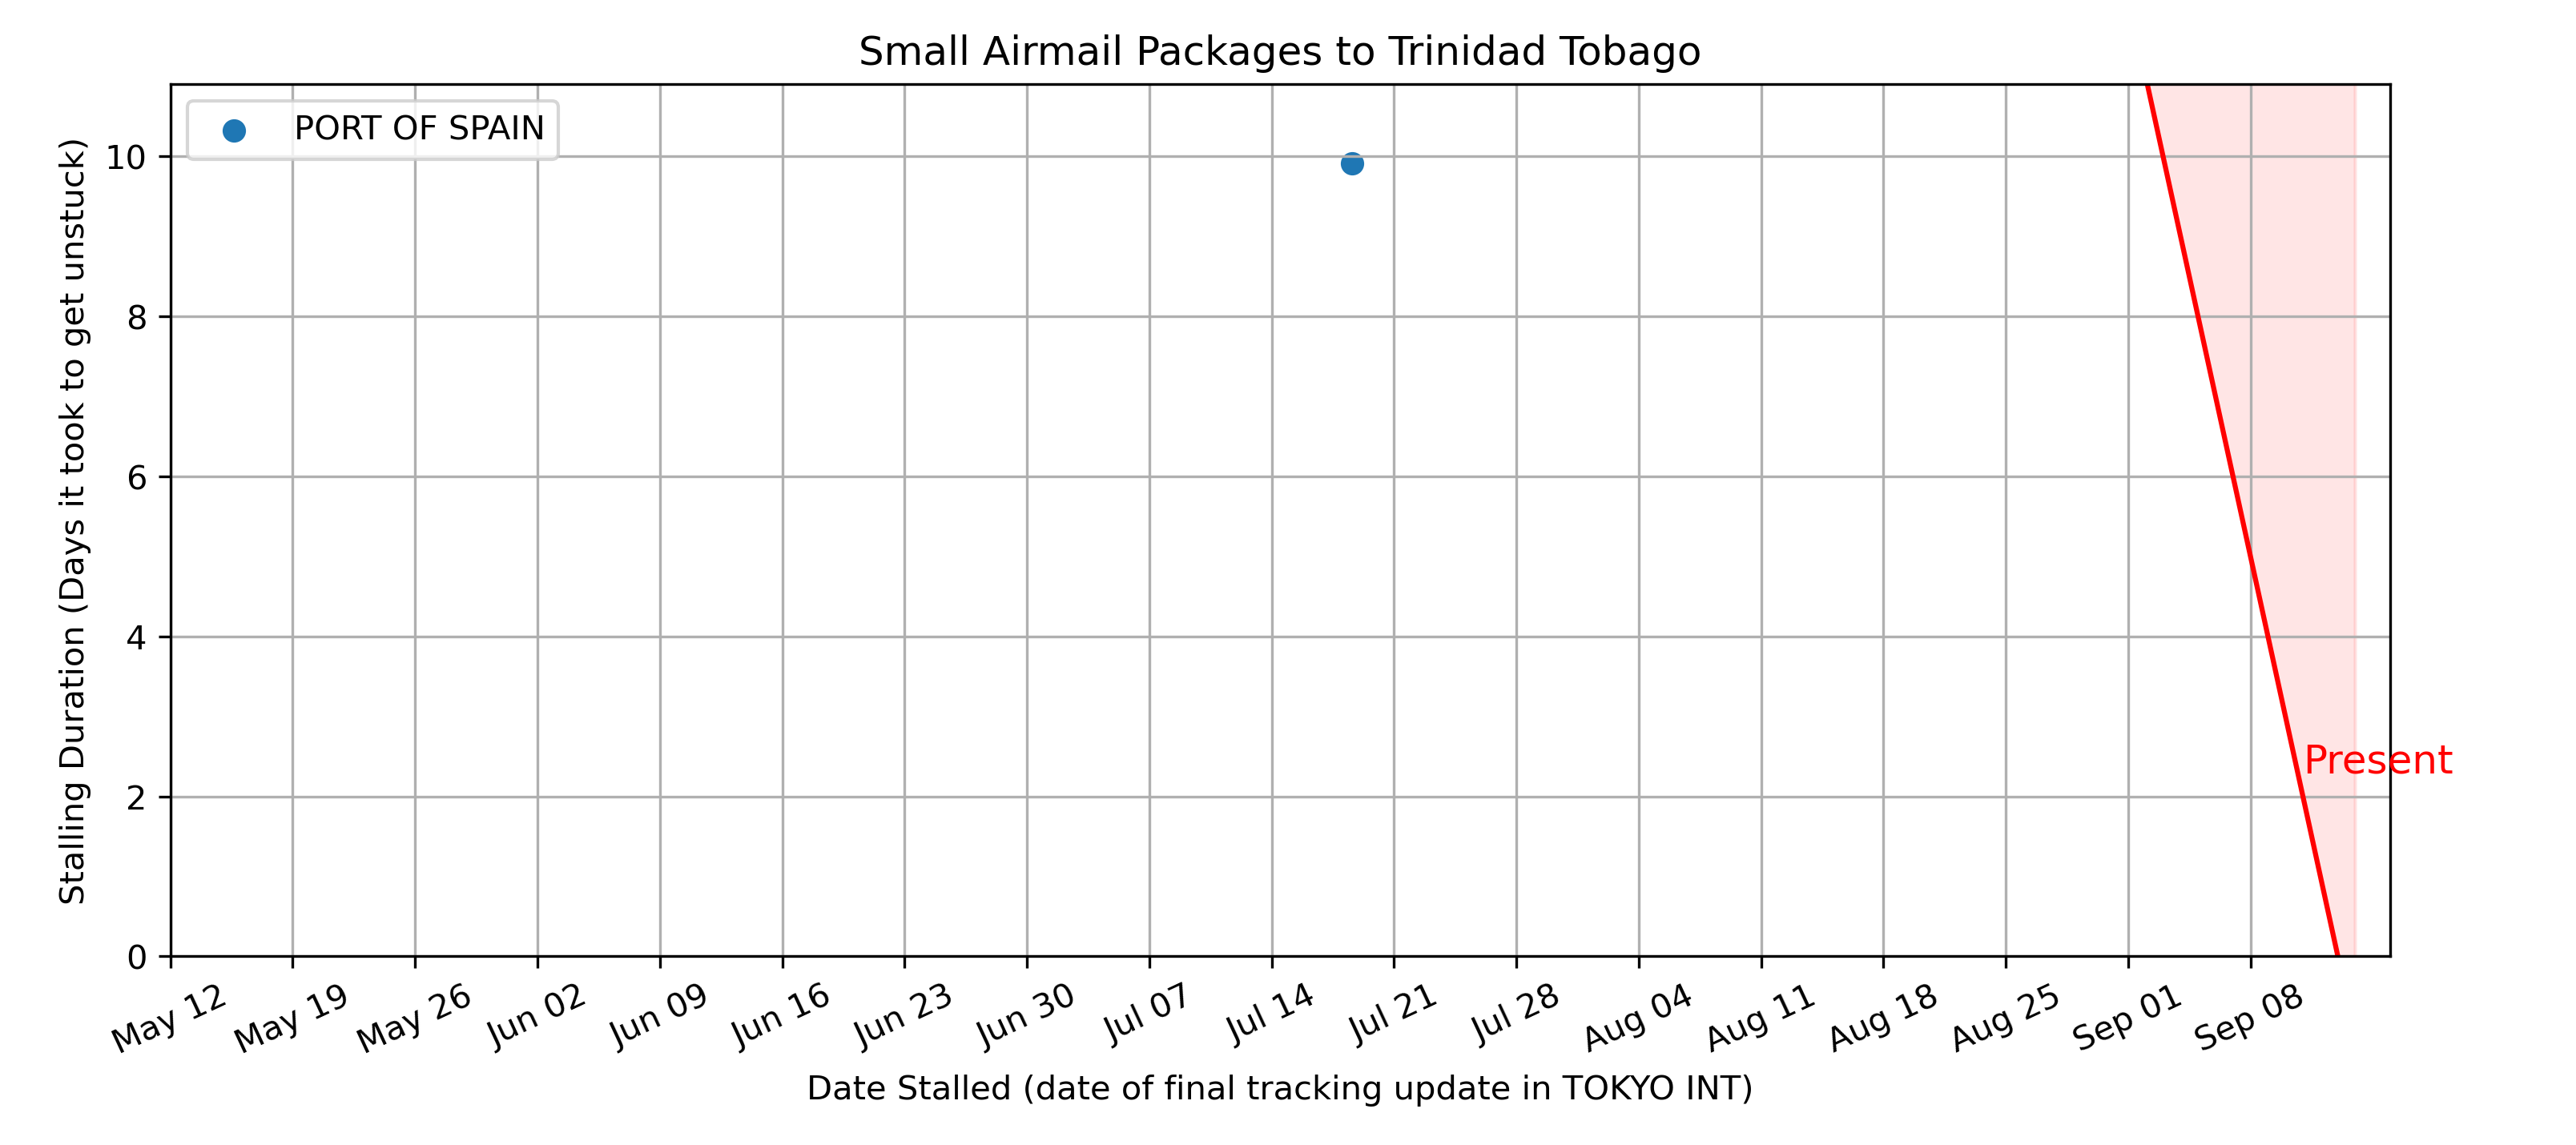 Small Airmail Packages to Trinidad Tobago
PORT OF SPAIN
Stalling Duration (Days it took to get unstuck)
10
8
6
4
2
0
Present
May 12
May 19
May 26
Jun 02
Jun 09
Jun 16
Jun 23
Jun 30
Jul 07
Jul 14
Jul 21
Jul 28
Aug 04
Aug 11
Aug 18
Aug 25
Sep 01
Sep 08
Date Stalled (date of final tracking update in TOKYO INT)